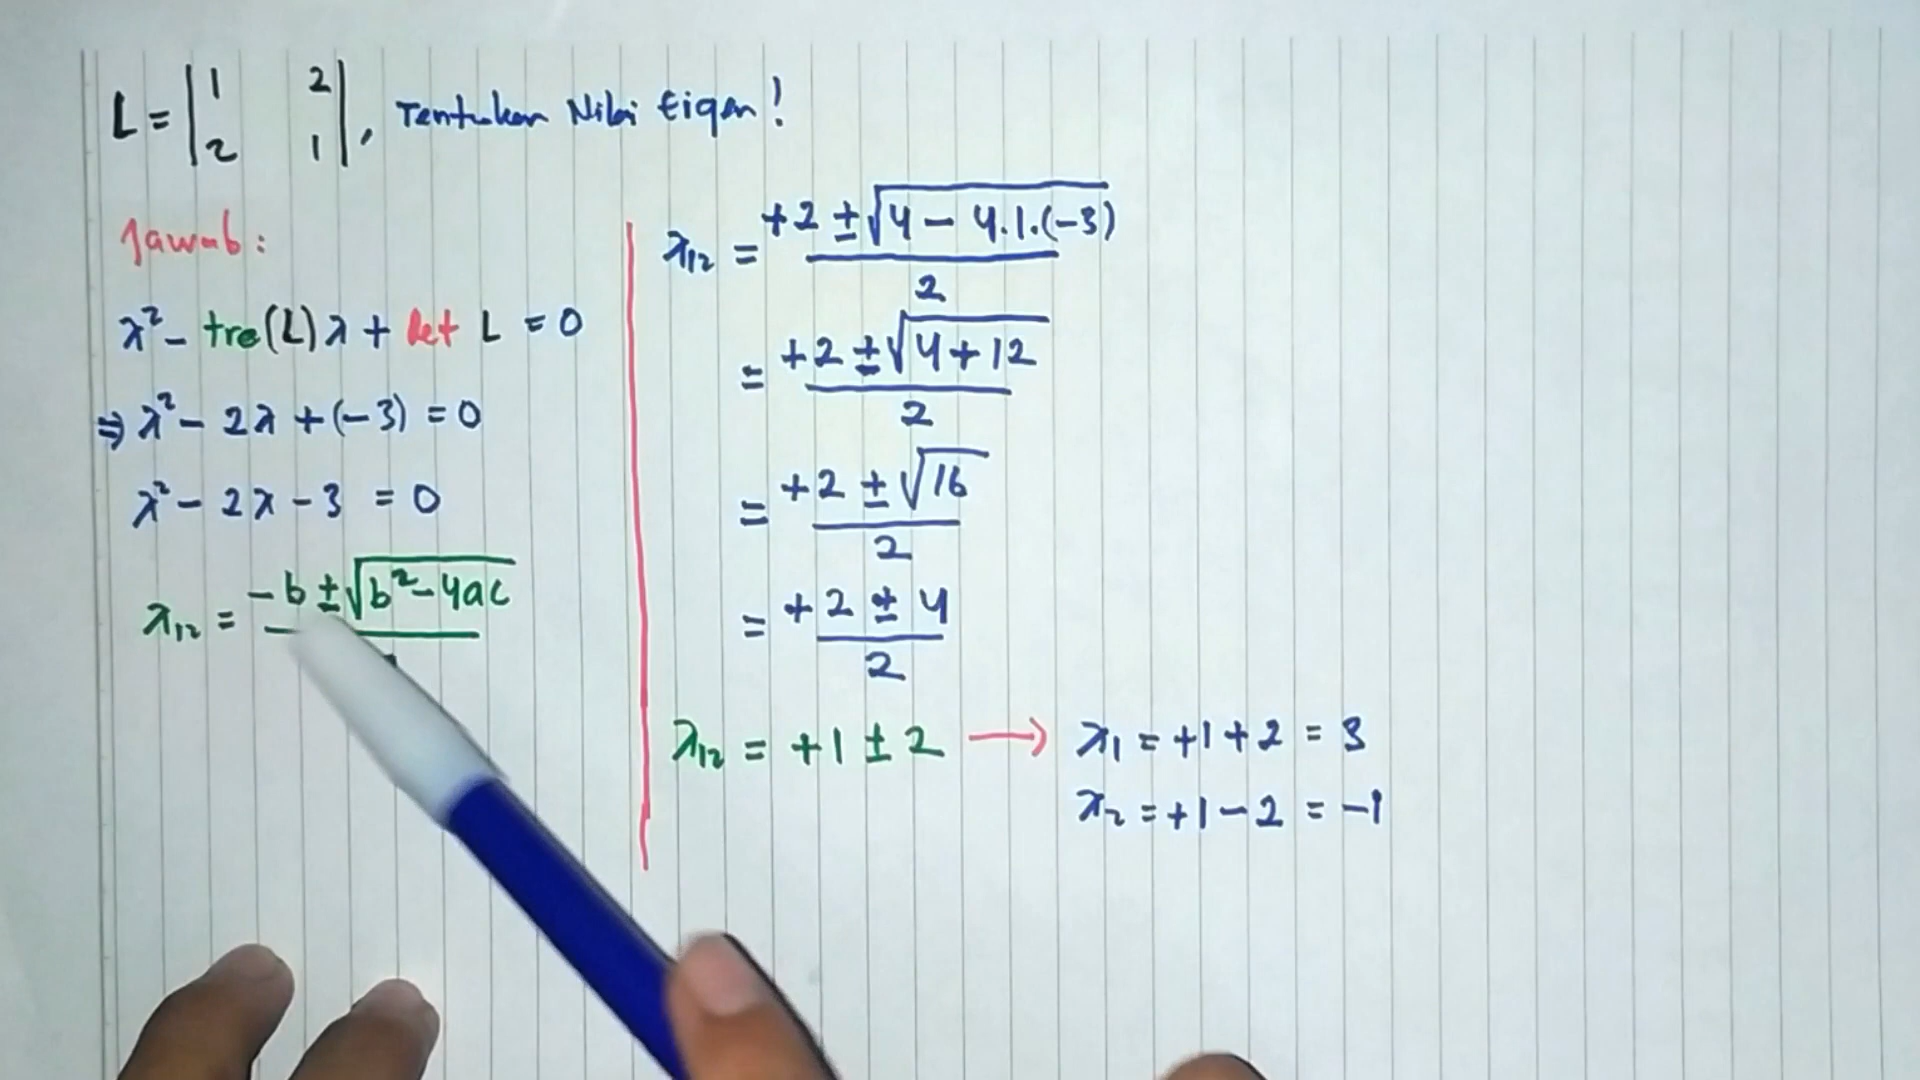 L = |1 2|
|2 1| , Tentukan Nilai Eigen!
Jawab:
λ² - tre(L)λ + det L = 0
⇒ λ² - 2λ + (-3) = 0
λ² - 2λ - 3 = 0
λ₁₂ = -b ± √b² - 4ac
λ₁₂ = +2 ± √4 - 4.1.(-3) / 2
= +2 ± √4 + 12 / 2
= +2 ± √16 / 2
= +2 ± 4 / 2
λ₁₂ = +1 ± 2 → λ₁ = +1 + 2 = 3
λ₂ = +1 - 2 = -1